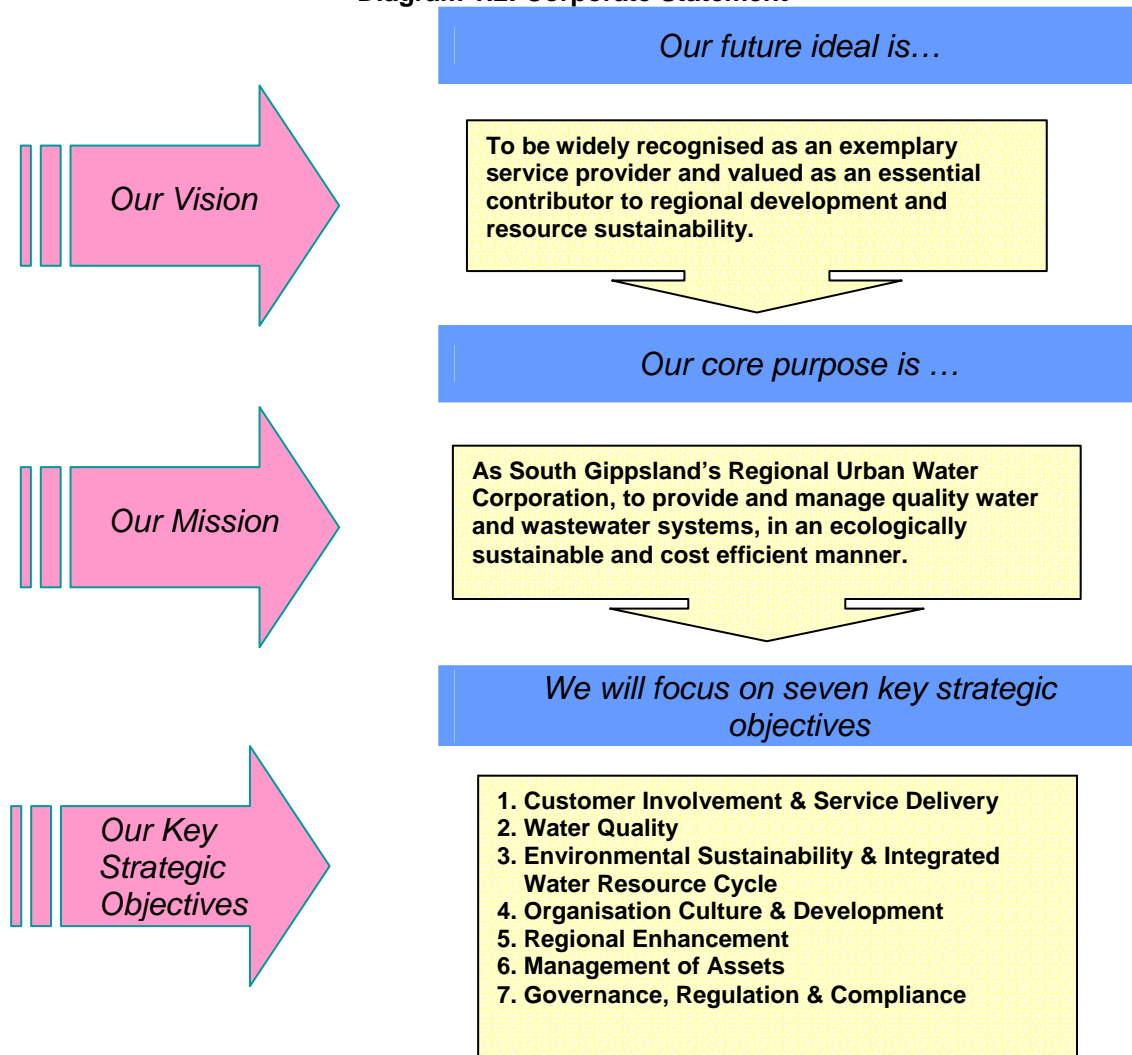 Diagram 1.2: Corporate Statement
Our future ideal is…
Our Vision
To be widely recognised as an exemplary
service provider and valued as an essential
contributor to regional development and
resource sustainability.
Our core purpose is …
Our Mission
As South Gippsland’s Regional Urban Water
Corporation, to provide and manage quality water
and wastewater systems, in an ecologically
sustainable and cost efficient manner.
We will focus on seven key strategic
objectives
Our Key
Strategic
Objectives
1. Customer Involvement & Service Delivery
2. Water Quality
3. Environmental Sustainability & Integrated
Water Resource Cycle
4. Organisation Culture & Development
5. Regional Enhancement
6. Management of Assets
7. Governance, Regulation & Compliance